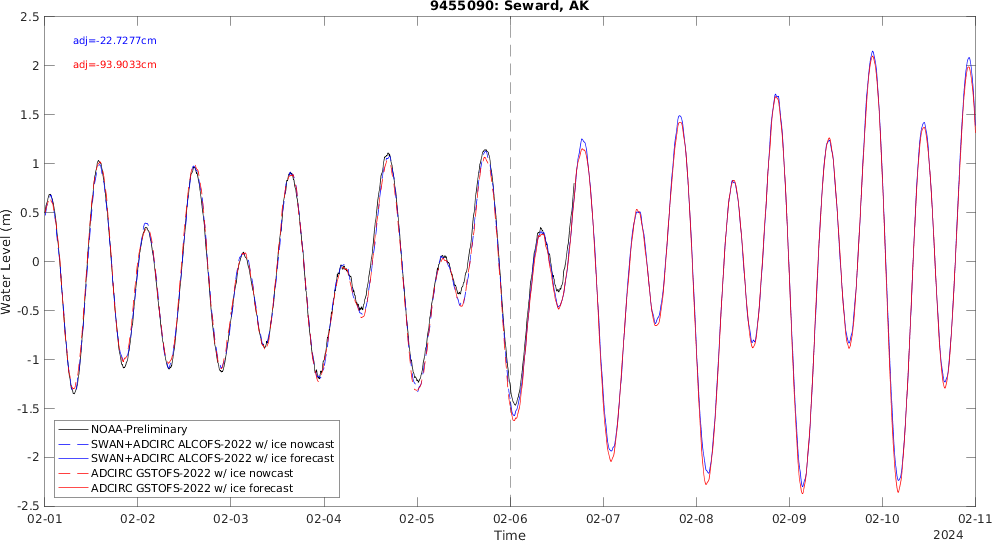 9455090: Seward, AK
adj=-22.7277cm
adj=-93.9033cm
2.5
2
1.5
1
0.5
0
-0.5
-1
-1.5
-2
-2.5
Water Level (m)
NOAA-Preliminary
SWAN+ADCIRC ALCOFS-2022 w/ ice nowcast
SWAN+ADCIRC ALCOFS-2022 w/ ice forecast
ADCIRC GSTOFS-2022 w/ ice nowcast
ADCIRC GSTOFS-2022 w/ ice forecast
02-01 02-02 02-03 02-04 02-05 02-06 02-07 02-08 02-09 02-10 02-11
Time
2024